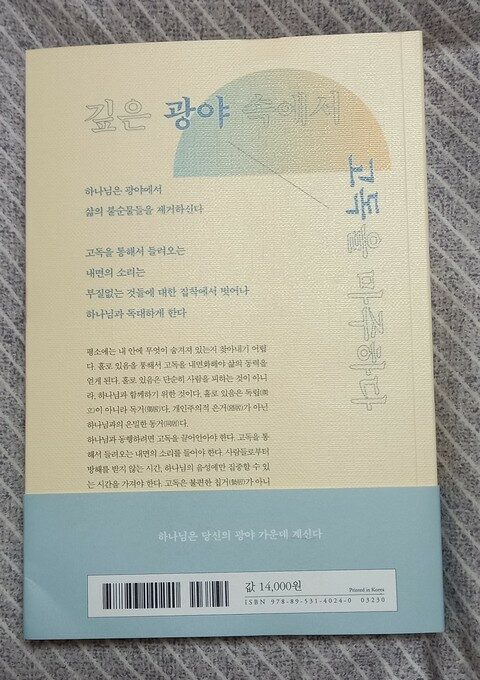 깊은 광야 속에서
고독을 마주하다
하나님은 광야에서
삶의 불순물들을 제거하신다
고독을 통해서 들려오는
내면의 소리는
부질없는 것들에 대한 집착에서 벗어나
하나님과 독대하게 한다
평소에는 내 안에 무엇이 숨겨져 있는지 찾아내기 어렵
다. 홀로 있음을 통해서 고독을 내면화해야 삶의 동력을
얻게 된다. 홀로 있음은 단순히 사람을 피하는 것이 아니
라, 하나님과 함께하기 위한 것이다. 홀로 있음은 독립(獨
立)이 아니라 독거(獨居)다. 개인주의적 은거(隱居)가 아닌
하나님과의 은밀한 동거(同居)다.
하나님과 동행하려면 고독을 끌어안아야 한다. 고독을 통
해서 들려오는 내면의 소리를 들어야 한다. 사람들로부터
방해를 받지 않는 시간, 하나님의 음성에만 집중할 수 있
는 시간을 가져야 한다. 고독은 불편한 칩거(蟄居)가 아니
하나님은 당신의 광야 가운데 계신다
값 14,000원
Printed in Korea
ISBN 978-89-531-4024-0 03230